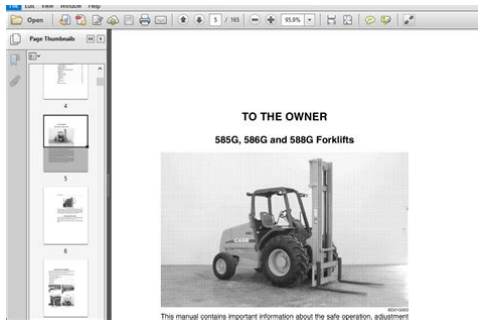 File Edit View Window Help
Open 5 / 165 95.9%
Page Thumbnails
4
5
6
TO THE OWNER
585G, 586G and 588G Forklifts
CASE
This manual contains important information about the safe operation, adjustment